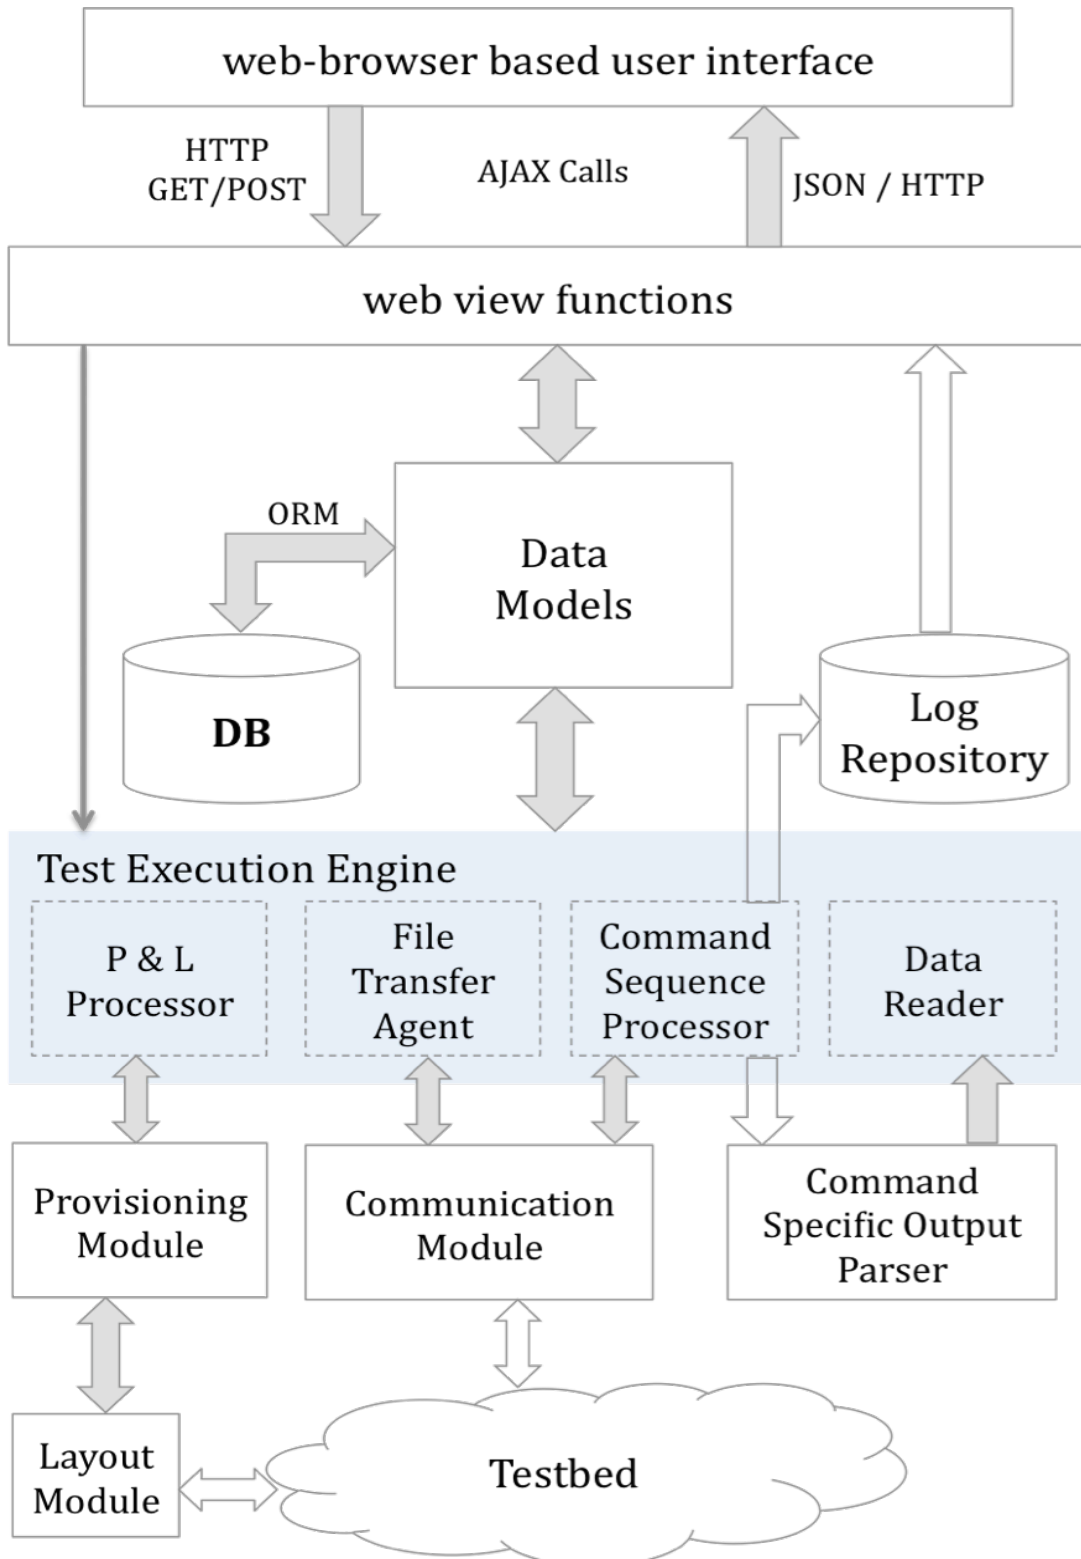 web-browser based user interface
HTTP
GET/POST
AJAX Calls
JSON / HTTP
web view functions
ORM
Data
Models
DB
Log
Repository
Test Execution Engine
P & L
Processor
File
Transfer
Agent
Command
Sequence
Processor
Data
Reader
Provisioning
Module
Communication
Module
Command
Specific Output
Parser
Layout
Module
Testbed